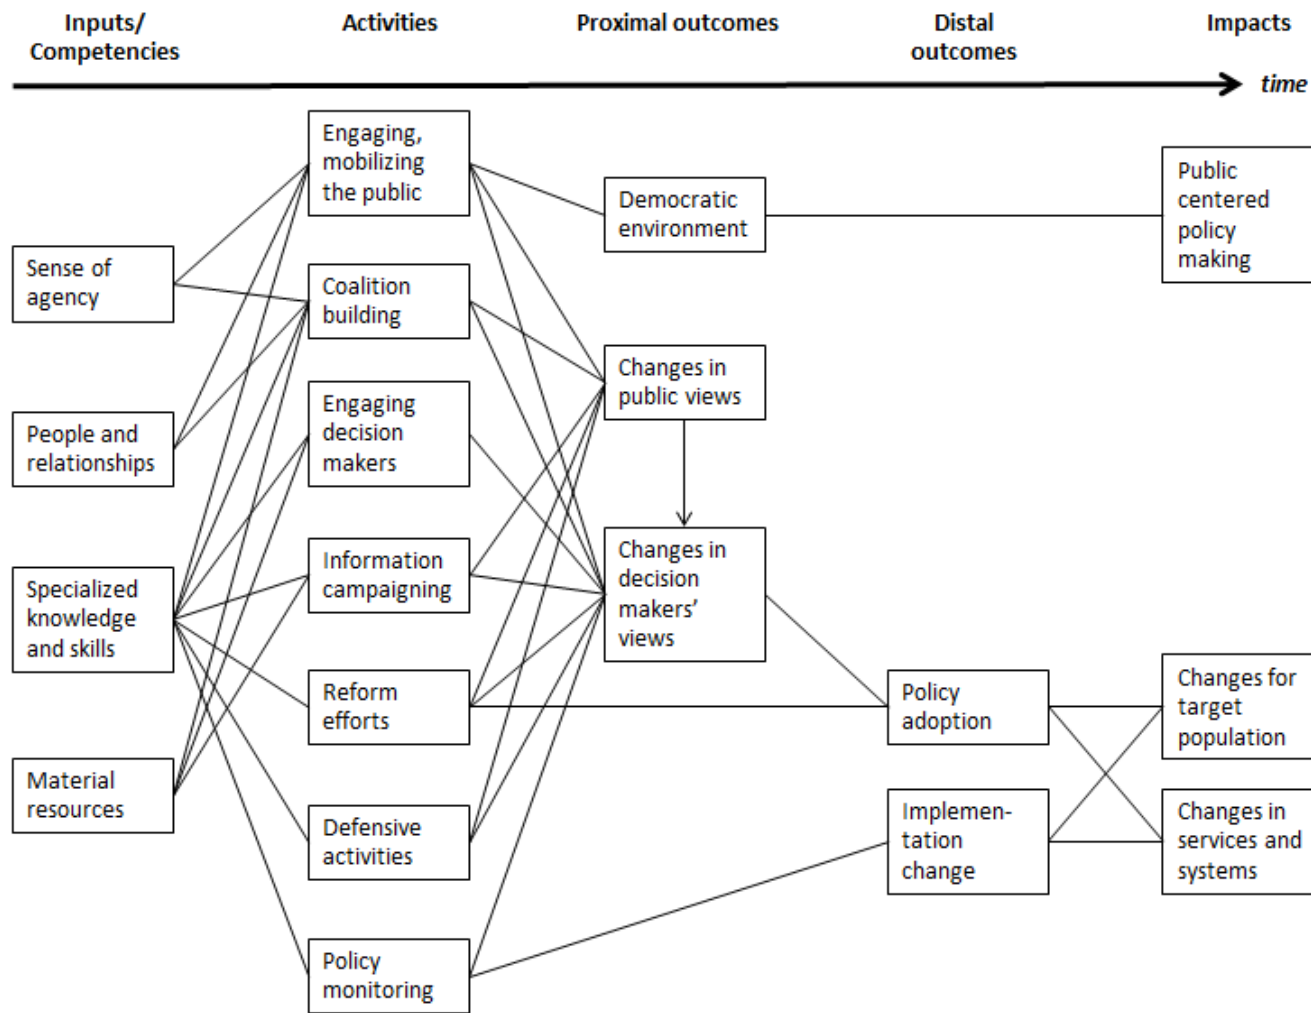 Inputs/
Competencies
Activities
Proximal outcomes
Distal
outcomes
Impacts
time
Engaging,
mobilizing
the public
Democratic
environment
Public
centered
policy
making
Sense of
agency
Coalition
building
Changes in
public views
People and
relationships
Engaging
decision
makers
Specialized
knowledge
and skills
Information
campaigning
Changes in
decision
makers’
views
Material
resources
Reform
efforts
Policy
adoption
Changes for
target
population
Defensive
activities
Implemen-
tation
change
Changes in
services and
systems
Policy
monitoring